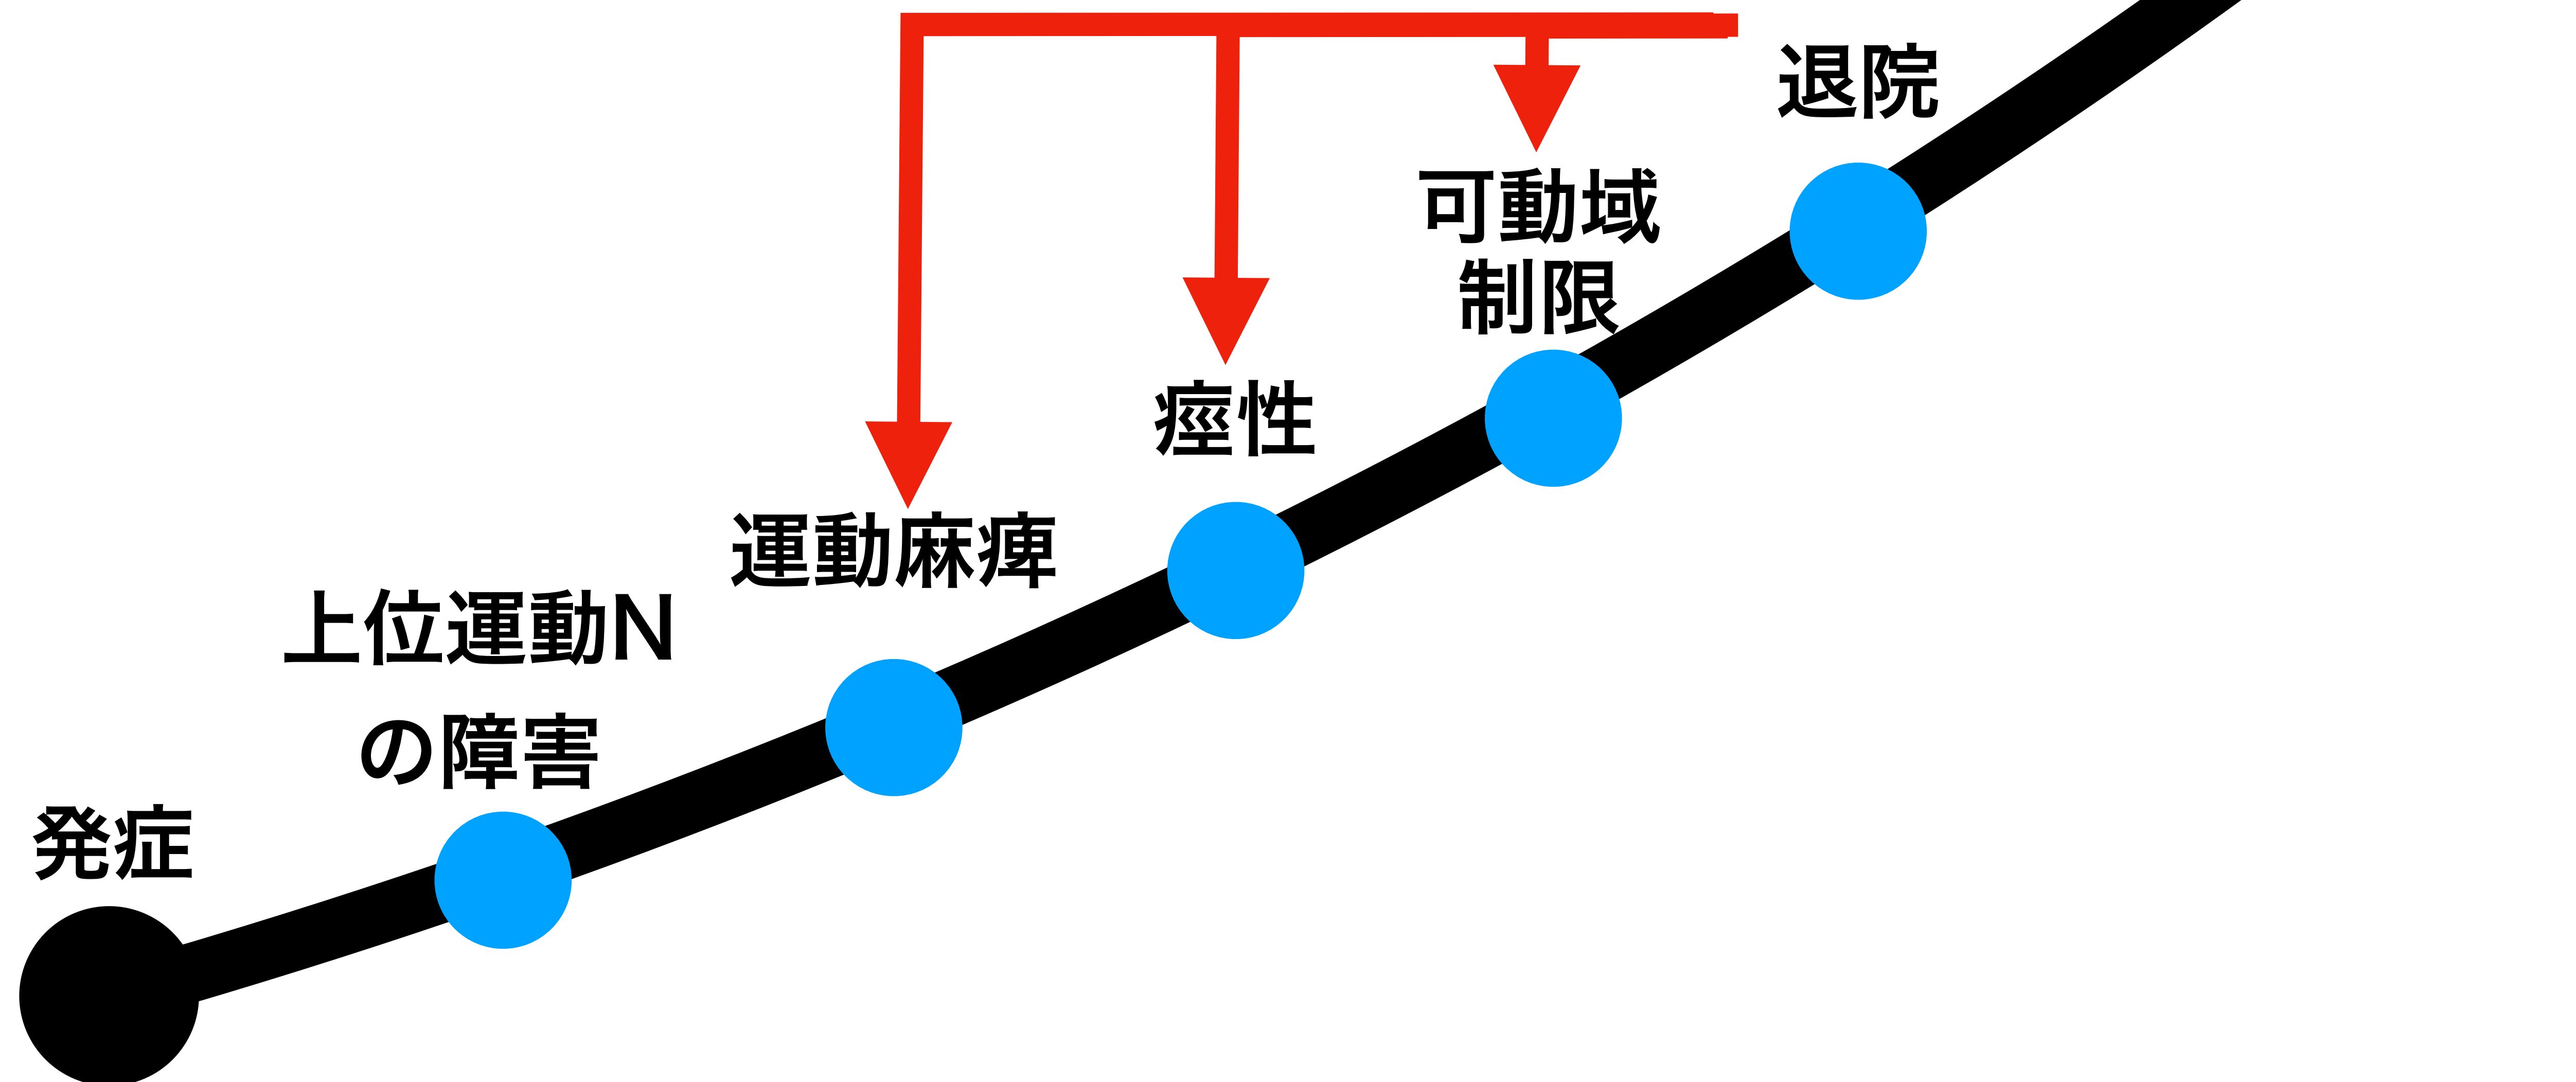 発症
上位運動N
の障害
運動麻痺
痙性
可動域
制限
退院